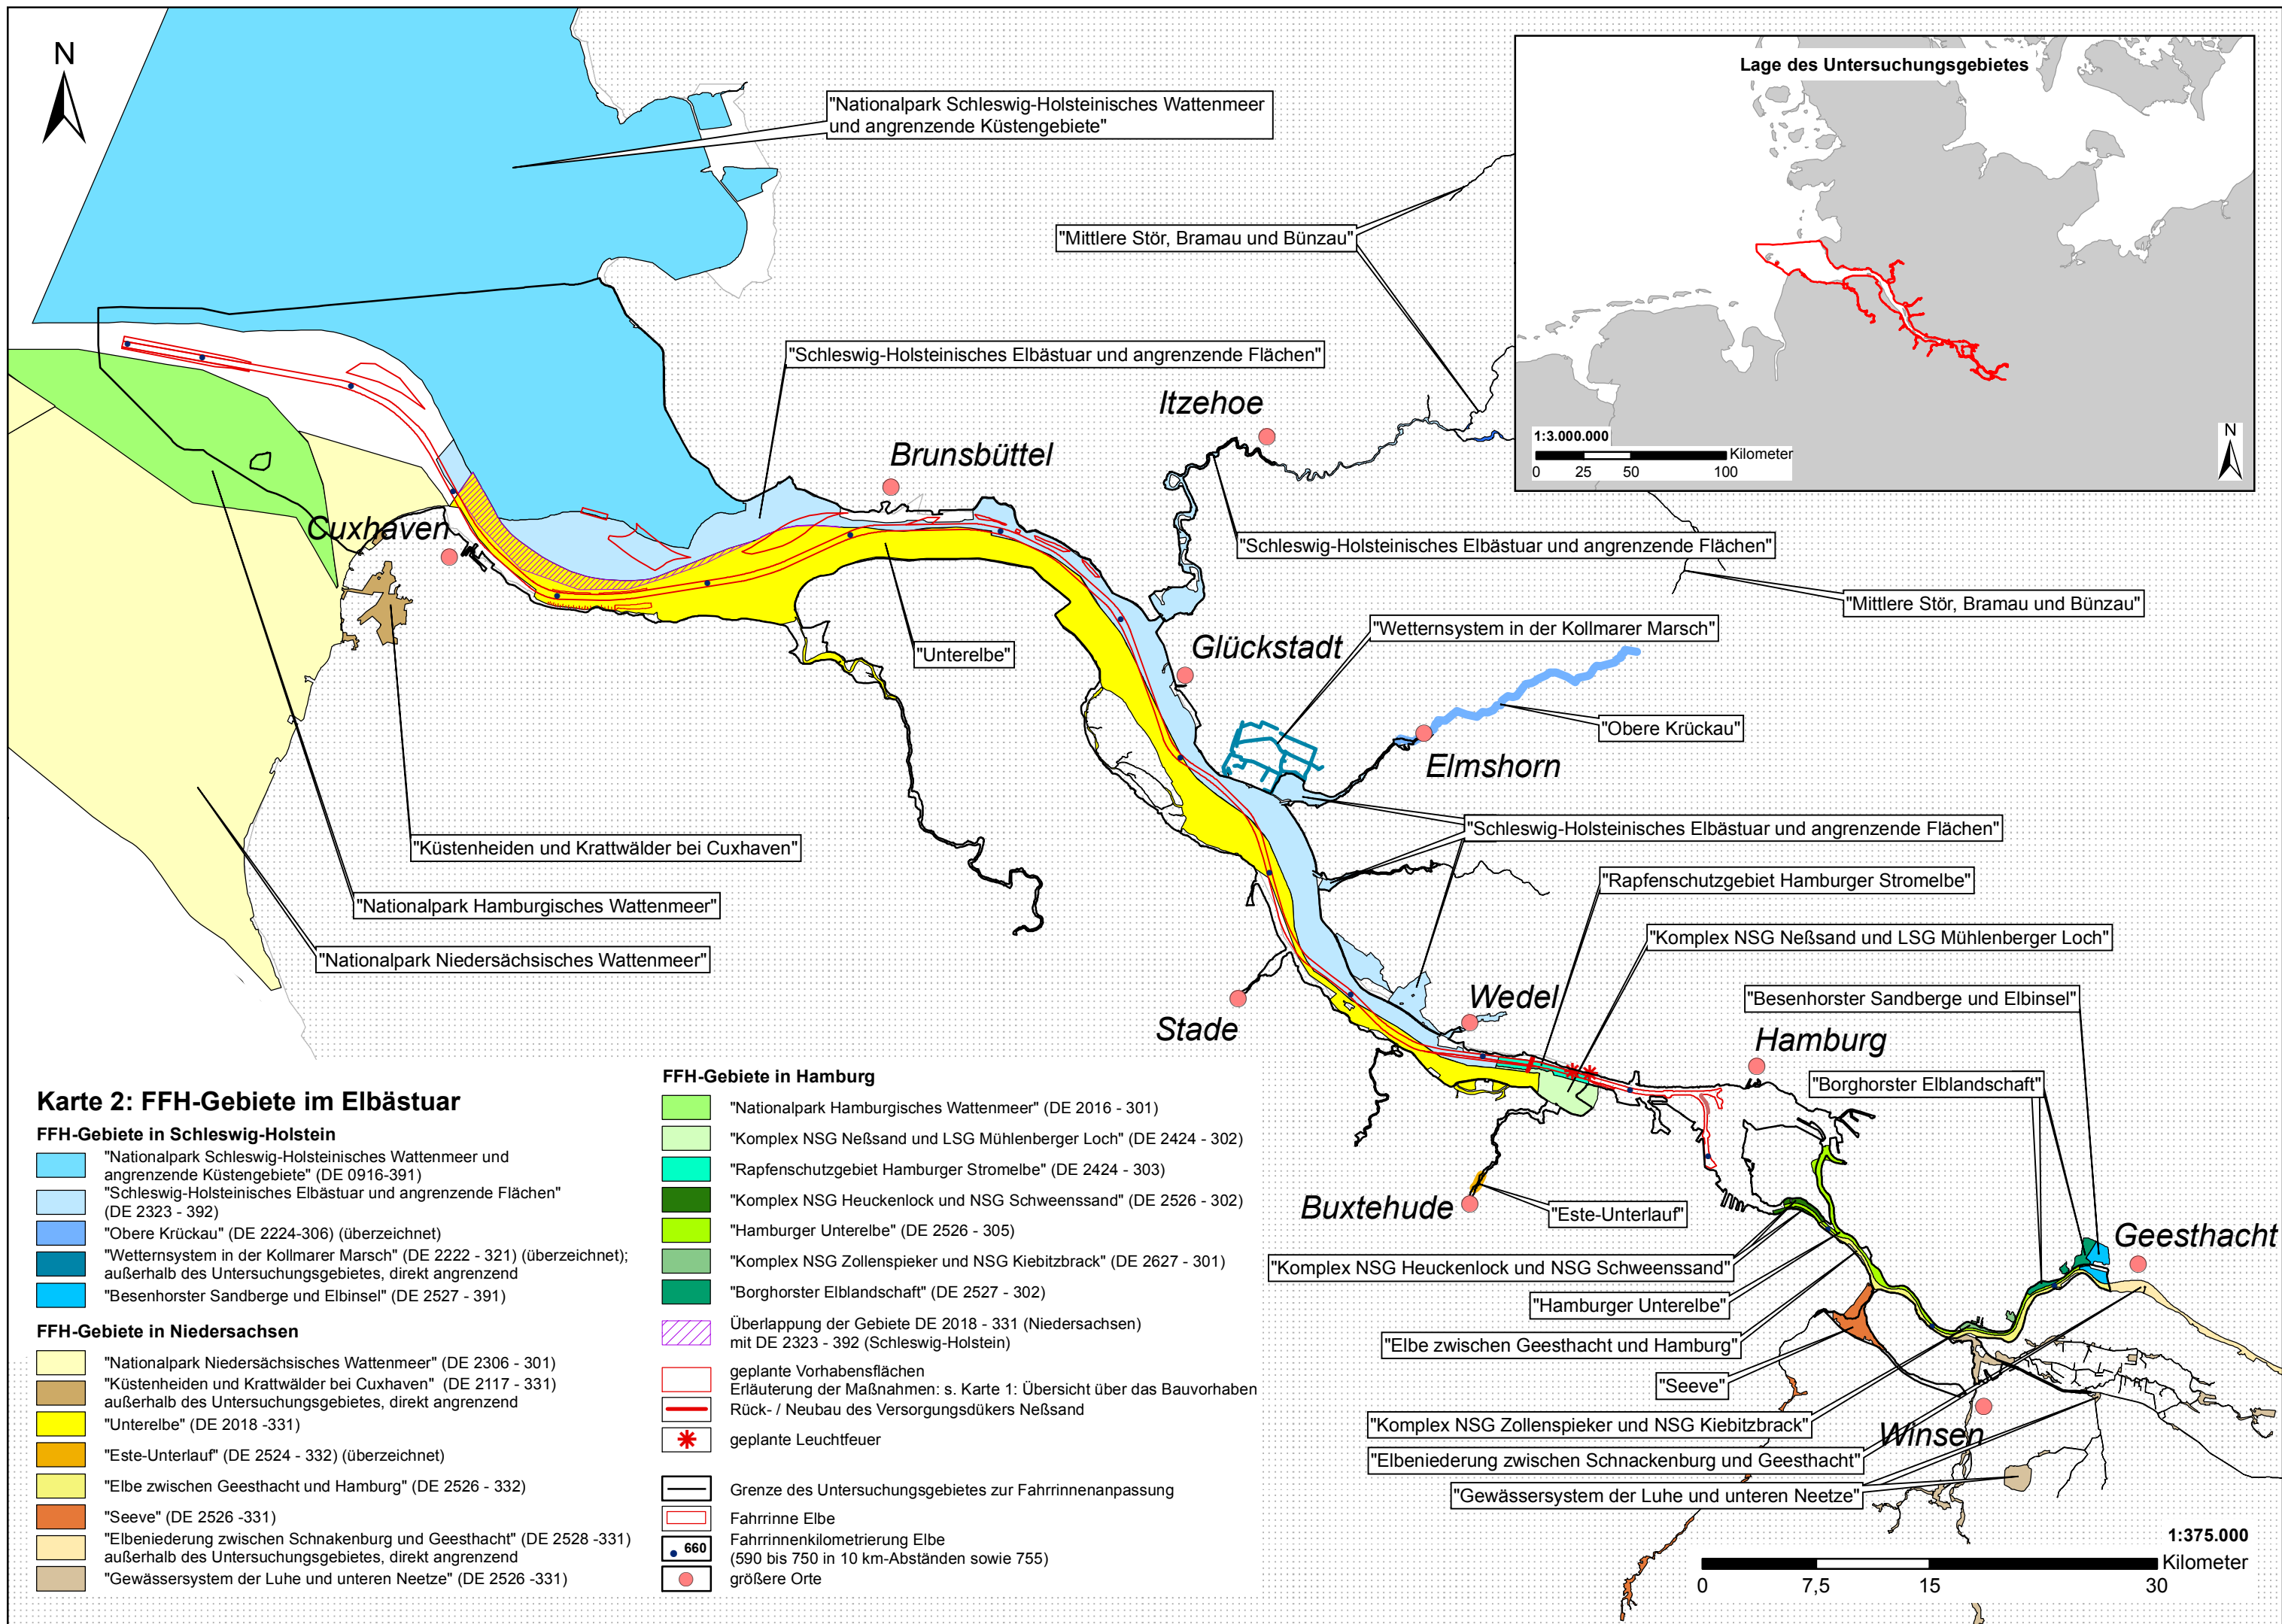 N
"Nationalpark Schleswig-Holsteinisches Wattenmeer
und angrenzende Küstengebiete"
Lage des Untersuchungsgebietes
1:3.000.000
Kilometer
0 25 50 100
N
"Mittlere Stör, Bramau und Bünzau"
"Schleswig-Holsteinisches Elbästuar und angrenzende Flächen"
Itzehoe
Brunsbüttel
Cuxhaven
"Schleswig-Holsteinisches Elbästuar und angrenzende Flächen"
"Mittlere Stör, Bramau und Bünzau"
"Wetternsystem in der Kollmarer Marsch"
Glückstadt
"Unterelbe"
"Obere Krückau"
Elmshorn
"Schleswig-Holsteinisches Elbästuar und angrenzende Flächen"
"Küstenheiden und Krattwälder bei Cuxhaven"
"Rapfenschutzgebiet Hamburger Stromelbe"
"Nationalpark Hamburgisches Wattenmeer"
"Komplex NSG Neßsand und LSG Mühlenberger Loch"
"Nationalpark Niedersächsisches Wattenmeer"
Wedel
"Besenhorster Sandberge und Elbinsel"
Stade
Hamburg
"Borghorster Elblandschaft"
Buxtehude
"Este-Unterlauf"
Geesthacht
"Komplex NSG Heuckenlock und NSG Schweenssand"
"Hamburger Unterelbe"
"Elbe zwischen Geesthacht und Hamburg"
"Seeve"
"Komplex NSG Zollenspieker und NSG Kiebitzbrack"
Winsen
"Elbeniederung zwischen Schnackenburg und Geesthacht"
"Gewässersystem der Luhe und unteren Neetze"
1:375.000
Kilometer
0 7,5 15 30
Karte 2: FFH-Gebiete im Elbästuar
FFH-Gebiete in Schleswig-Holstein
"Nationalpark Schleswig-Holsteinisches Wattenmeer und
angrenzende Küstengebiete" (DE 0916-391)
"Schleswig-Holsteinisches Elbästuar und angrenzende Flächen"
(DE 2323 - 392)
"Obere Krückau" (DE 2224-306) (überzeichnet)
"Wetternsystem in der Kollmarer Marsch" (DE 2222 - 321) (überzeichnet);
außerhalb des Untersuchungsgebietes, direkt angrenzend
"Besenhorster Sandberge und Elbinsel" (DE 2527 - 391)
FFH-Gebiete in Niedersachsen
"Nationalpark Niedersächsisches Wattenmeer" (DE 2306 - 301)
"Küstenheiden und Krattwälder bei Cuxhaven" (DE 2117 - 331)
außerhalb des Untersuchungsgebietes, direkt angrenzend
"Unterelbe" (DE 2018 -331)
"Este-Unterlauf" (DE 2524 - 332) (überzeichnet)
"Elbe zwischen Geesthacht und Hamburg" (DE 2526 - 332)
"Seeve" (DE 2526 -331)
"Elbeniederung zwischen Schnakenburg und Geesthacht" (DE 2528 -331)
außerhalb des Untersuchungsgebietes, direkt angrenzend
"Gewässersystem der Luhe und unteren Neetze" (DE 2526 -331)
FFH-Gebiete in Hamburg
"Nationalpark Hamburgisches Wattenmeer" (DE 2016 - 301)
"Komplex NSG Neßsand und LSG Mühlenberger Loch" (DE 2424 - 302)
"Rapfenschutzgebiet Hamburger Stromelbe" (DE 2424 - 303)
"Komplex NSG Heuckenlock und NSG Schweenssand" (DE 2526 - 302)
"Hamburger Unterelbe" (DE 2526 - 305)
"Komplex NSG Zollenspieker und NSG Kiebitzbrack" (DE 2627 - 301)
"Borghorster Elblandschaft" (DE 2527 - 302)
Überlappung der Gebiete DE 2018 - 331 (Niedersachsen)
mit DE 2323 - 392 (Schleswig-Holstein)
geplante Vorhabensflächen
Erläuterung der Maßnahmen: s. Karte 1: Übersicht über das Bauvorhaben
Rück- / Neubau des Versorgungsdükers Neßsand
geplante Leuchtfeuer
Grenze des Untersuchungsgebietes zur Fahrrinnenanpassung
Fahrrinne Elbe
660 Fahrrinnenkilometrierung Elbe
(590 bis 750 in 10 km-Abständen sowie 755)
größere Orte